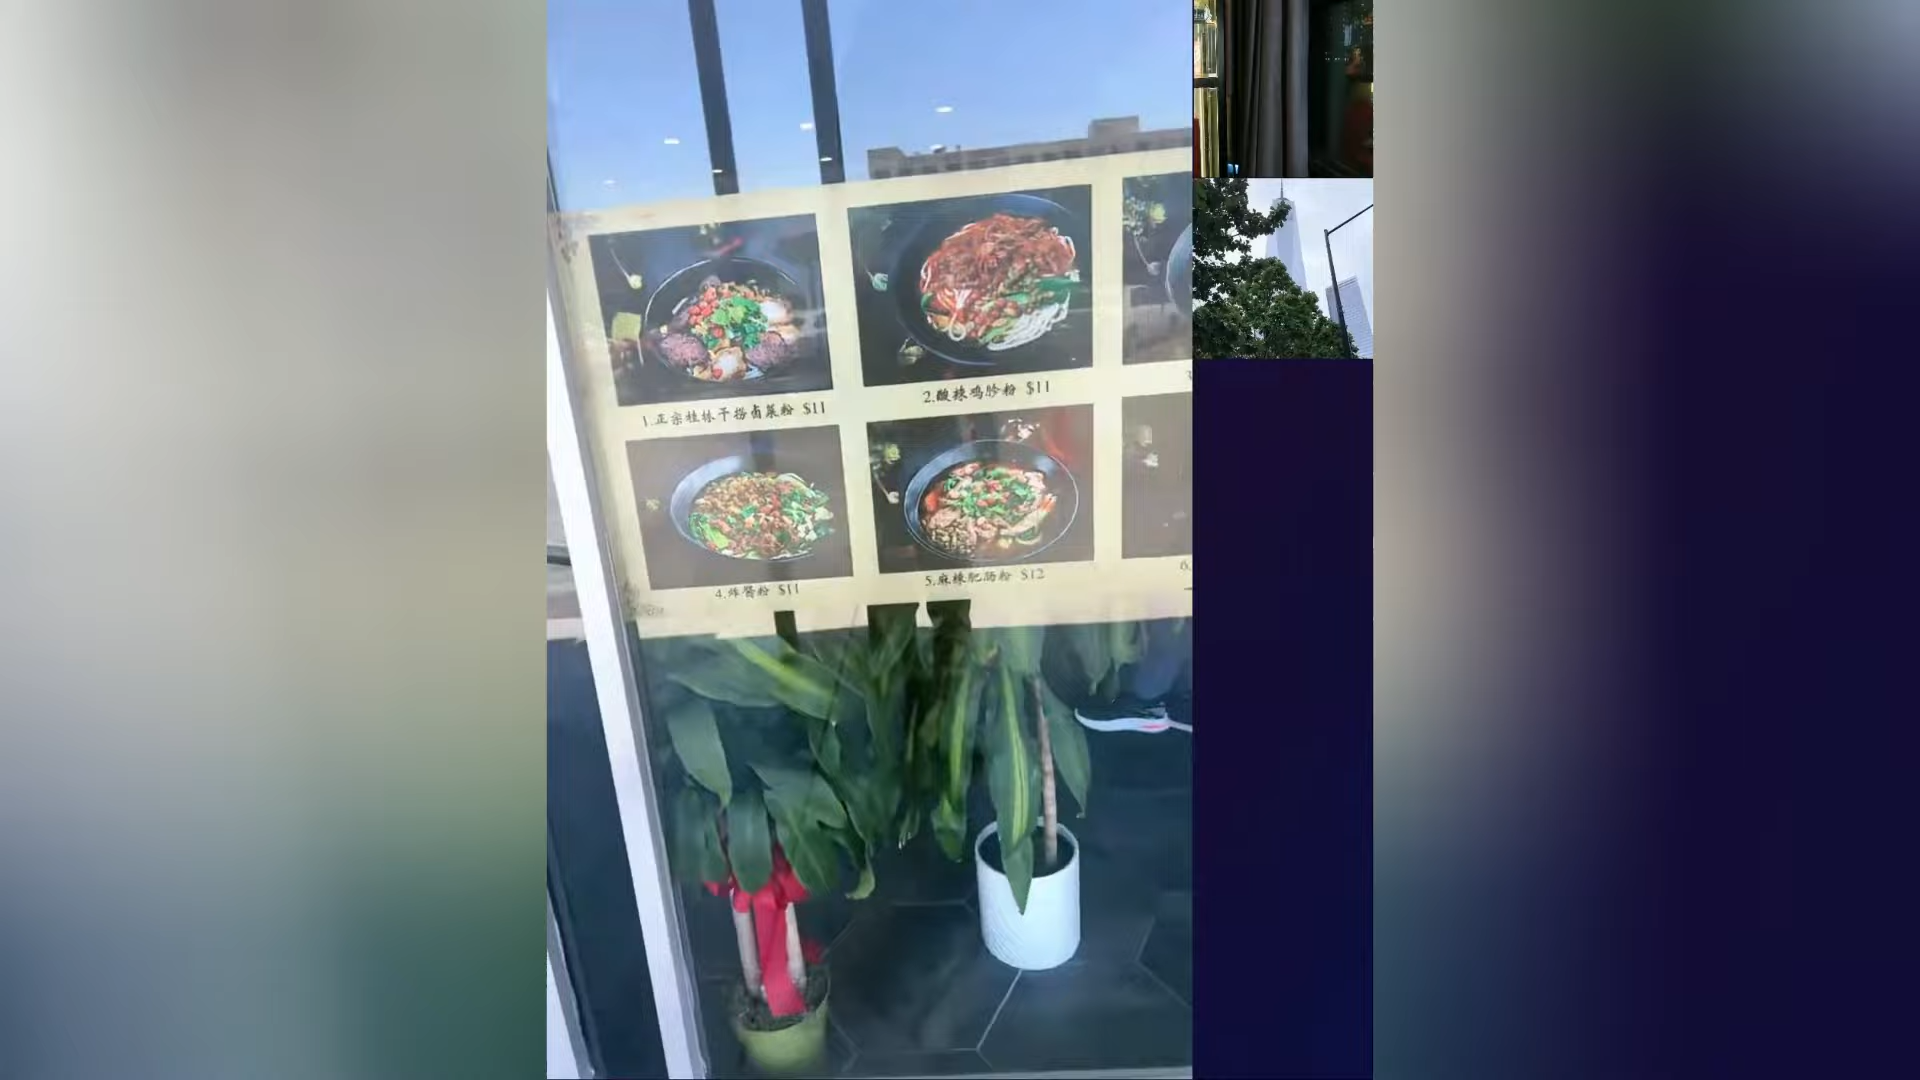 1.正宗桂林干捞卤菜粉 $11
2.酸辣鸡胗粉 $11
4.炸酱粉 $11
5.麻辣肥肠粉 $12
6.